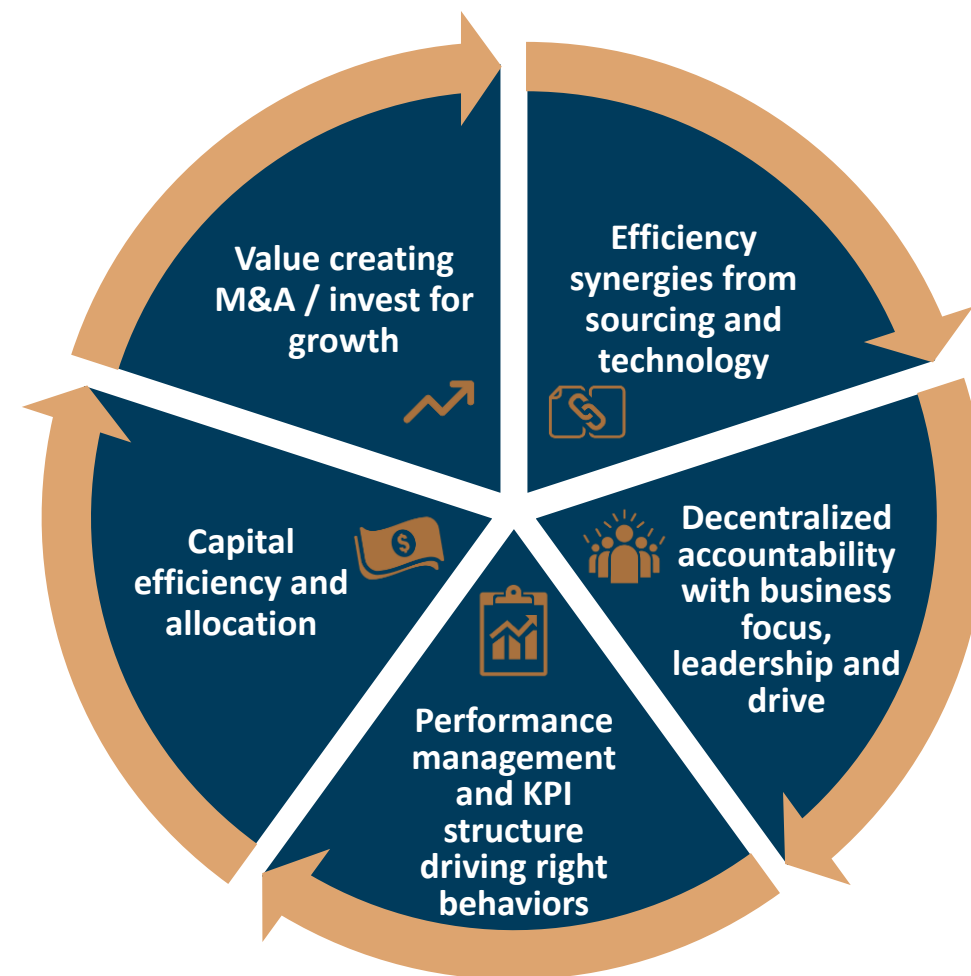 Efficiency
synergies from
sourcing and
technology
Decentralized
accountability
with business
focus,
leadership and
drive
Performance
management
and KPI
structure
driving right
behaviors
Capital
efficiency and
allocation
$
Value creating
M&A / invest for
growth